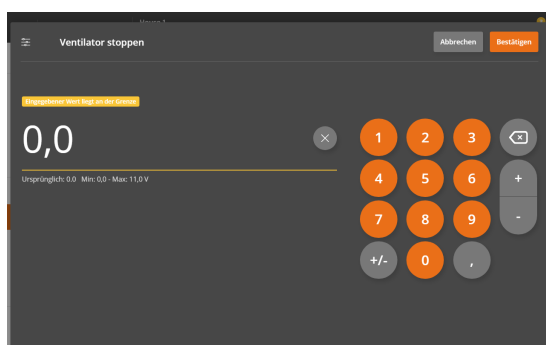 Ventilator stoppen
Abbrechen
Bestätigen
Eingegebener Wert liegt an der Grenze
0,0
Ursprünglich: 0.0 Min: 0,0 - Max: 11,0 V
1 2 3
4 5 6 +
7 8 9 -
+/- 0 ,